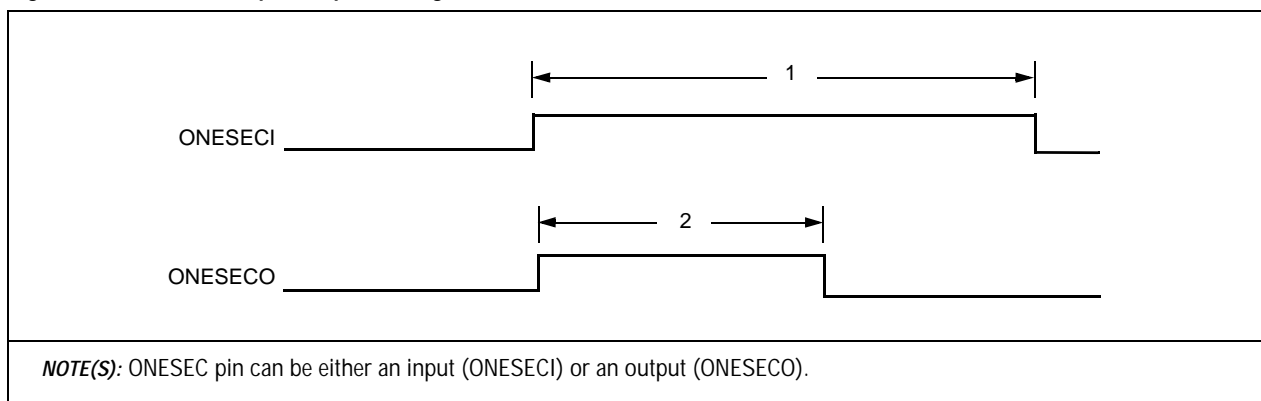 1
ONESECI
2
ONESECO
NOTE(S): ONESEC pin can be either an input (ONESECI) or an output (ONESECO).